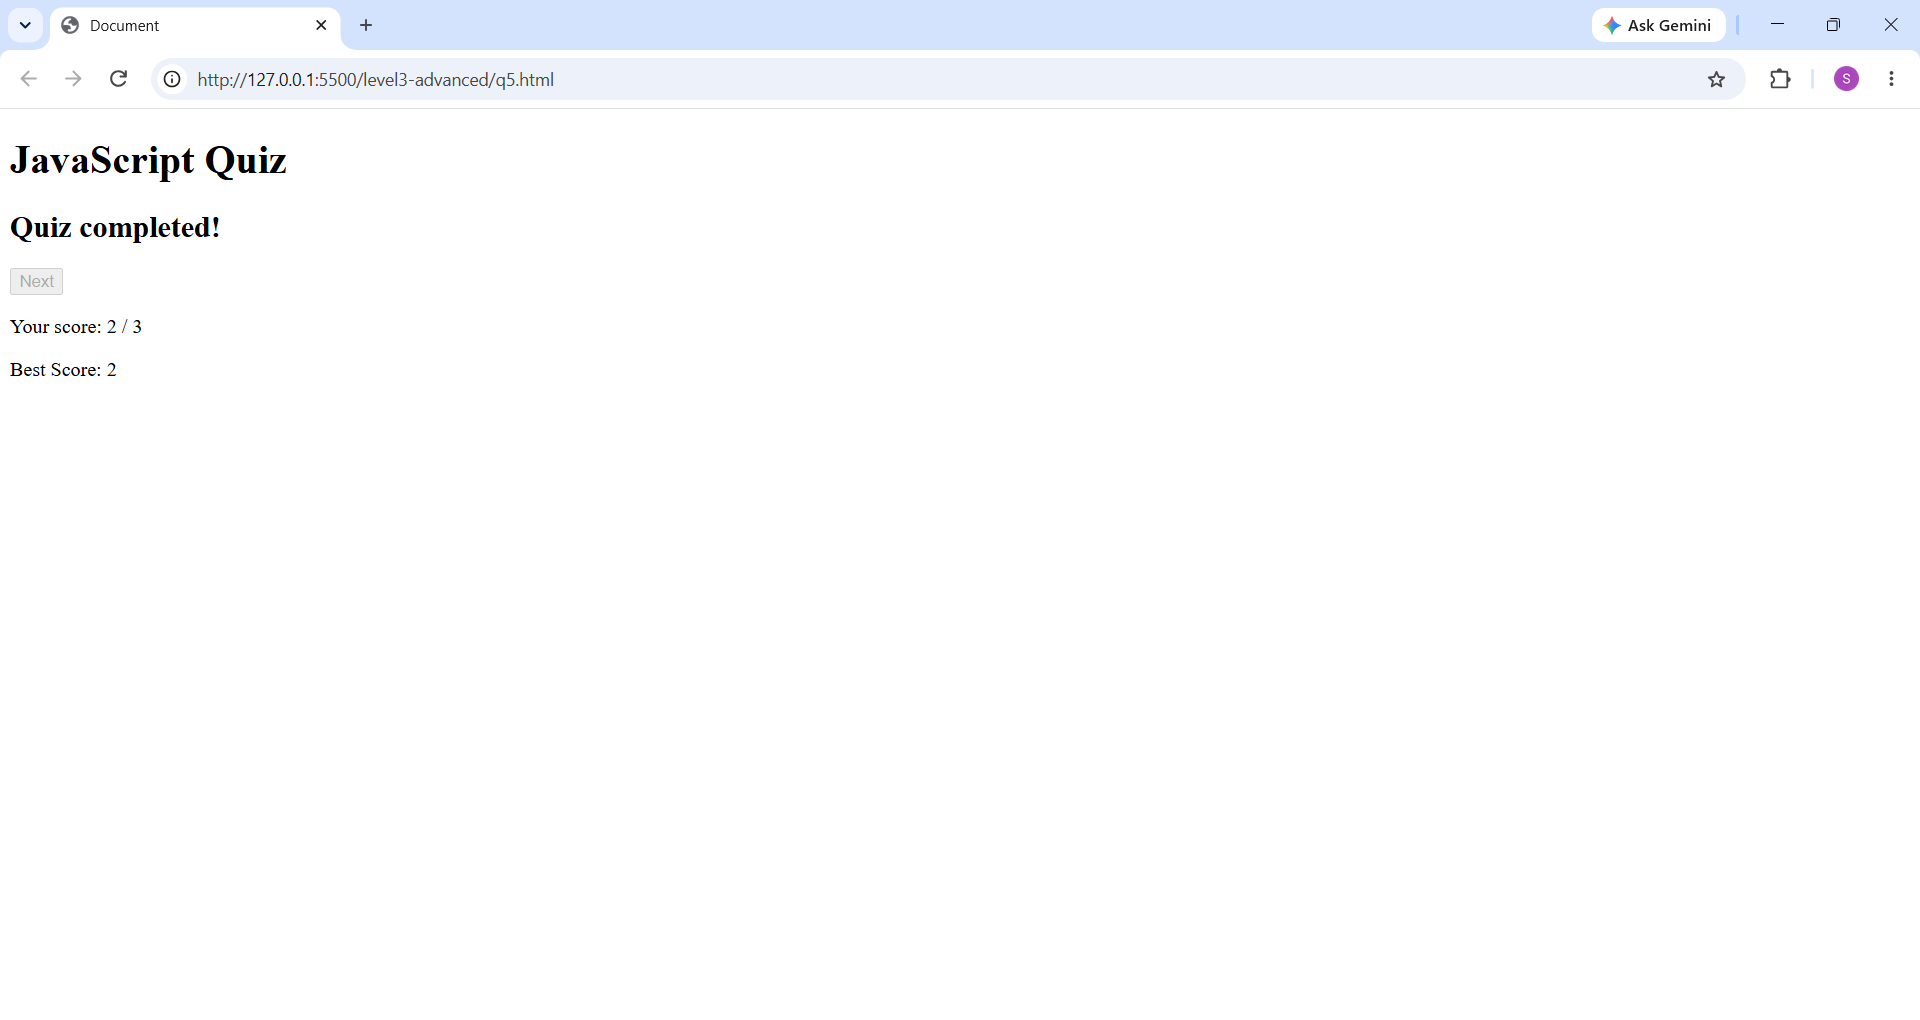 Document
Ask Gemini
http://127.0.0.1:5500/level3-advanced/q5.html
S
JavaScript Quiz
Quiz completed!
Next
Your score: 2 / 3
Best Score: 2